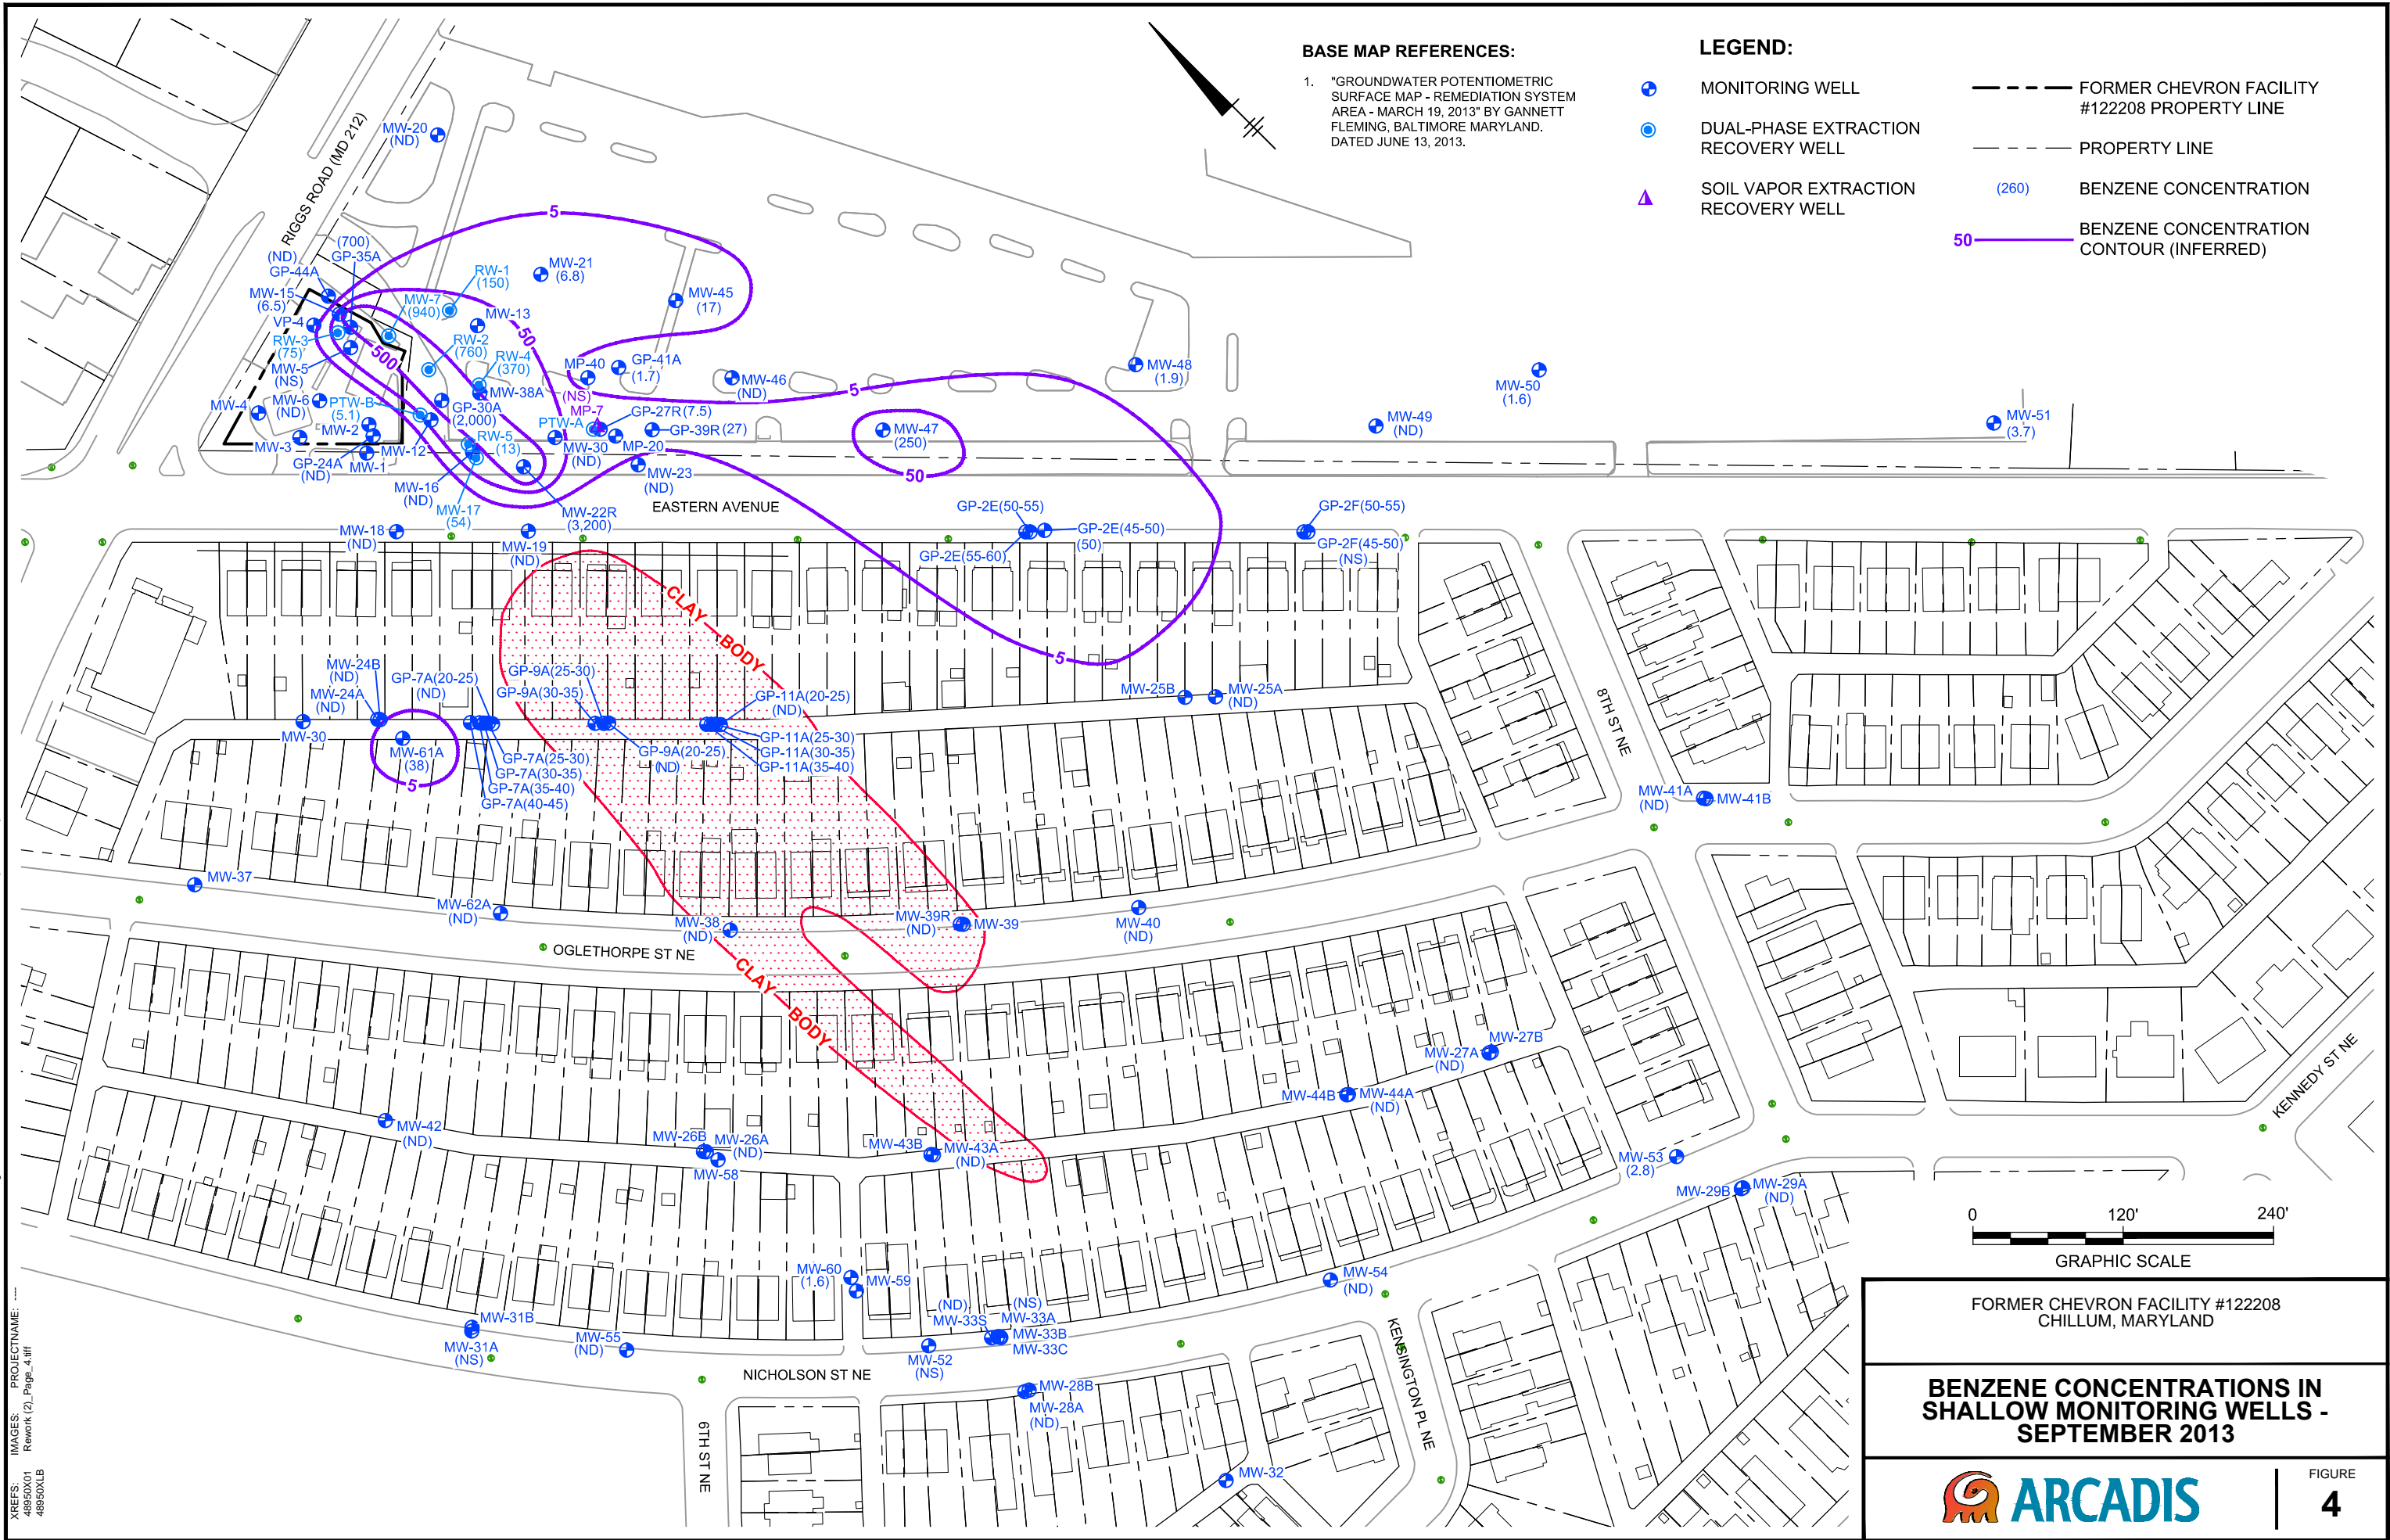 BASE MAP REFERENCES:
1. "GROUNDWATER POTENTIOMETRIC
SURFACE MAP - REMEDIATION SYSTEM
AREA - MARCH 19, 2013" BY GANNETT
FLEMING, BALTIMORE MARYLAND.
DATED JUNE 13, 2013.
LEGEND:
MONITORING WELL
DUAL-PHASE EXTRACTION
RECOVERY WELL
SOIL VAPOR EXTRACTION
RECOVERY WELL
FORMER CHEVRON FACILITY
#122208 PROPERTY LINE
PROPERTY LINE
(260) BENZENE CONCENTRATION
50 BENZENE CONCENTRATION
CONTOUR (INFERRED)
RIGGS ROAD (MD 212)
MW-20
(ND)
5
(700)
GP-35A
(ND)
GP-44A
MW-15
(6.5)
VP-4
RW-3
(75)
MW-5
(NS)
MW-6
(ND)
MW-4
MW-3
PTW-B
(5.1)
MW-2
GP-24A
(ND)
MW-1
MW-12
MW-16
(ND)
MW-17
(54)
RW-5
(13)
MW-7
(940)
RW-1
(150)
MW-13
RW-2
(760)
RW-4
(370)
MW-38A
GP-30A
(2,000)
500
50
MW-21
(6.8)
MW-45
(17)
MP-40
(NS)
GP-41A
(1.7)
MP-7
PTW-A
GP-27R (7.5)
GP-39R (27)
MP-20
MW-30
(ND)
MW-23
(ND)
MW-22R
(3,200)
MW-46
(ND)
5
MW-47
(250)
50
MW-48
(1.9)
MW-49
(ND)
MW-50
(1.6)
MW-51
(3.7)
EASTERN AVENUE
MW-18
(ND)
MW-19
(ND)
GP-2E(50-55)
GP-2E(45-50)
(50)
GP-2E(55-60)
GP-2F(50-55)
GP-2F(45-50)
(NS)
CLAY BODY
5
MW-24B
(ND)
MW-24A
(ND)
MW-30
GP-7A(20-25)
(ND)
MW-61A
(38)
5
GP-7A(25-30)
GP-7A(30-35)
GP-7A(35-40)
GP-7A(40-45)
GP-9A(25-30)
GP-9A(30-35)
GP-9A(20-25)
(ND)
GP-11A(20-25)
(ND)
GP-11A(25-30)
GP-11A(30-35)
GP-11A(35-40)
MW-25B
MW-25A
(ND)
8TH ST NE
MW-41A
(ND)
MW-41B
MW-37
MW-62A
(ND)
MW-38
(ND)
MW-39R
(ND)
MW-39
MW-40
(ND)
OGLETHORPE ST NE
CLAY BODY
MW-42
(ND)
MW-26B
MW-26A
(ND)
MW-58
MW-43B
MW-43A
(ND)
MW-44B
MW-44A
(ND)
MW-27A
(ND)
MW-27B
MW-53
(2.8)
MW-29B
MW-29A
(ND)
KENNEDY ST NE
MW-60
(1.6)
MW-59
MW-31B
MW-31A
(NS)
MW-55
(ND)
MW-52
(NS)
(ND)
MW-33S
(NS)
MW-33A
MW-33B
MW-33C
MW-54
(ND)
NICHOLSON ST NE
MW-28B
MW-28A
(ND)
MW-32
6TH ST NE
KENSINGTON PL NE
0 120' 240'
GRAPHIC SCALE
FORMER CHEVRON FACILITY #122208
CHILLUM, MARYLAND
BENZENE CONCENTRATIONS IN
SHALLOW MONITORING WELLS -
SEPTEMBER 2013
ARCADIS
FIGURE
4
XREFS: IMAGES: PROJECTNAME: ----
48950X01 Rework (2)_Page_4.tiff
48950XLB